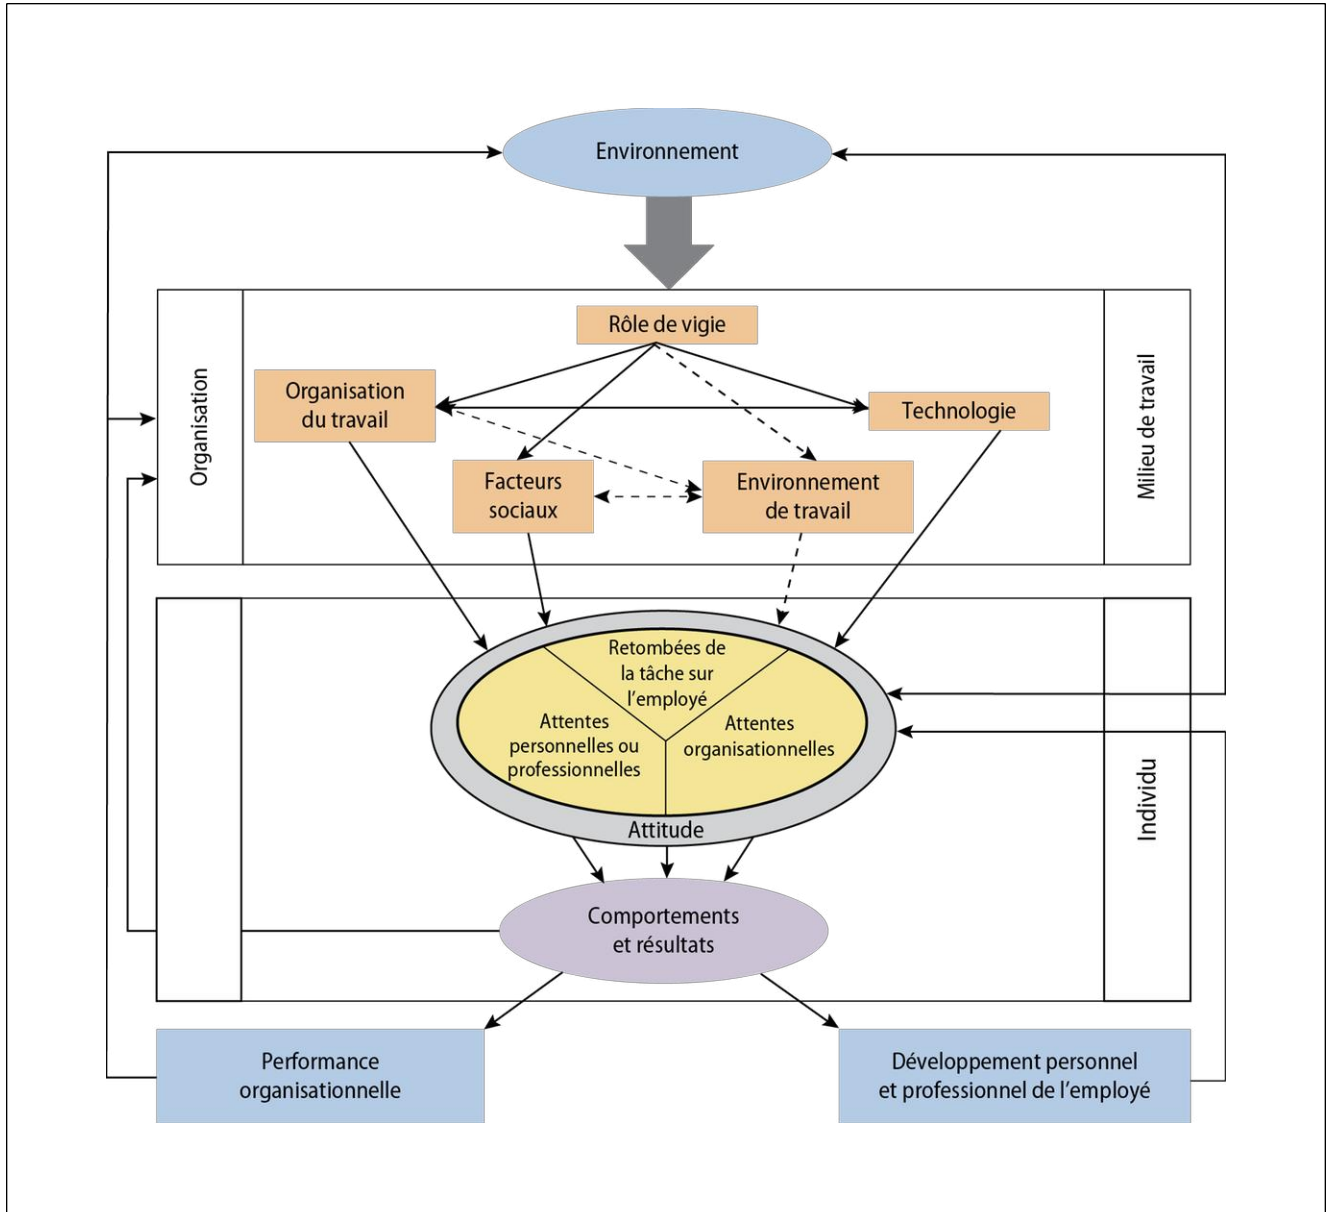 Environnement
Organisation
Rôle de vigie
Milieu de travail
Organisation
du travail
Technologie
Facteurs
sociaux
Environnement
de travail
Retombées de
la tâche sur
l’employé
Attentes
personnelles ou
professionnelles
Attentes
organisationnelles
Individu
Attitude
Comportements
et résultats
Performance
organisationnelle
Développement personnel
et professionnel de l’employé